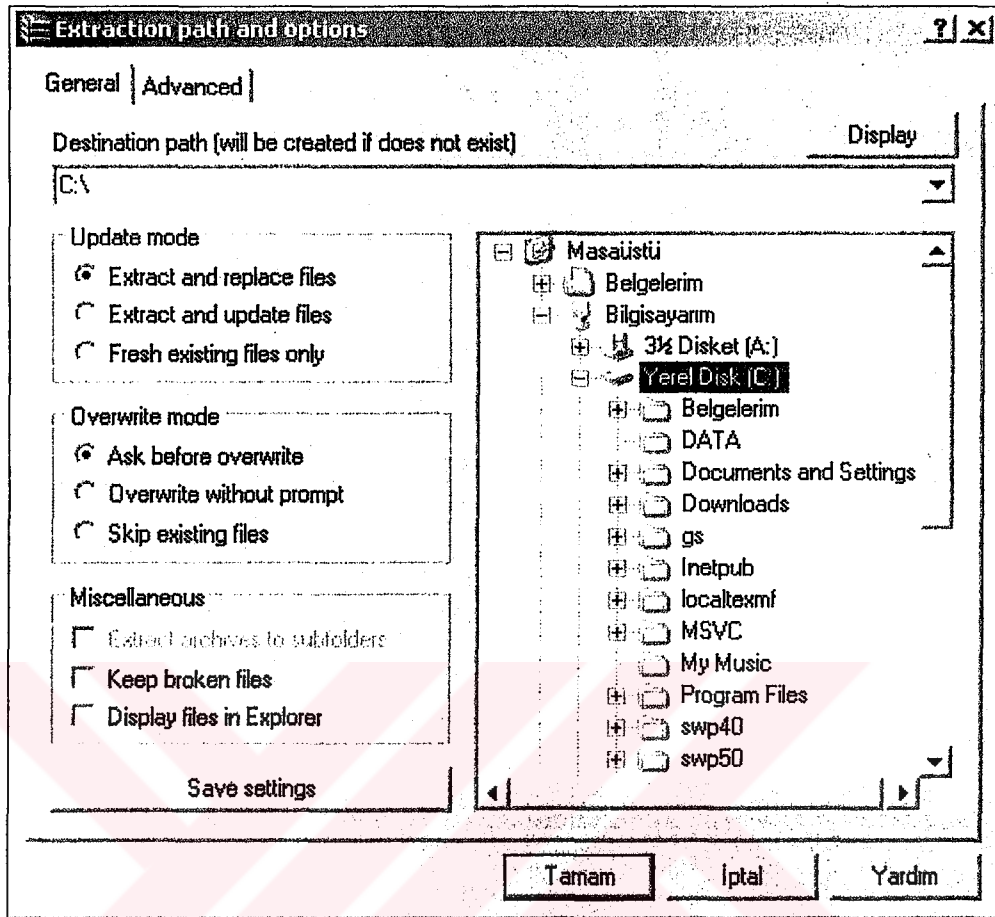 Extraction path and options
General
Advanced
Destination path (will be created if does not exist)
Display
C:\
Update mode
Extract and replace files
Extract and update files
Fresh existing files only
Overwrite mode
Ask before overwrite
Overwrite without prompt
Skip existing files
Miscellaneous
Extract archives to subfolders
Keep broken files
Display files in Explorer
Save settings
Masaüstü
Belgelerim
Bilgisayarım
3½ Disket (A:)
Yerel Disk (C:)
Belgelerim
DATA
Documents and Settings
Downloads
gs
Inetpub
localtexmf
MSVC
My Music
Program Files
swp40
swp50
Tamam
İptal
Yardım